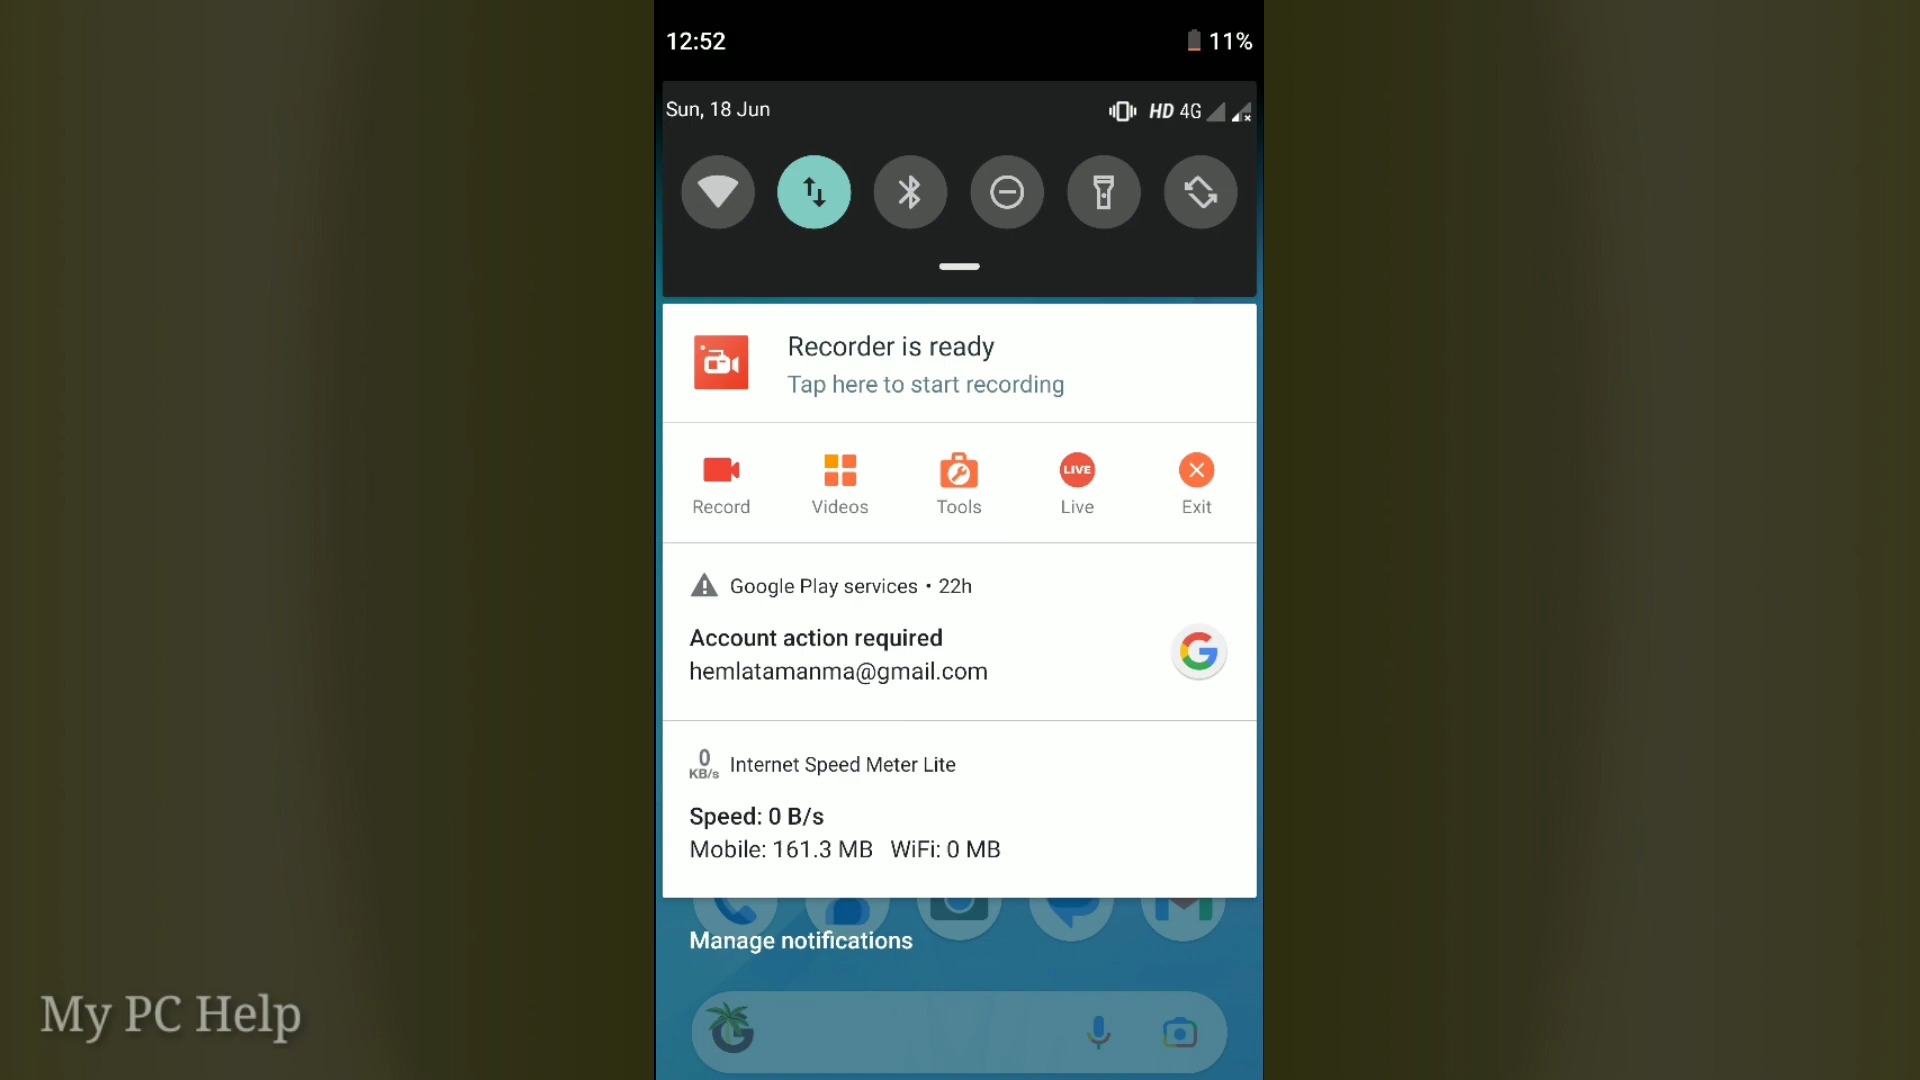 12:52
11%
Sun, 18 Jun
HD 4G
Recorder is ready
Tap here to start recording
LIVE
Record
Videos
Tools
Live
Exit
Google Play services • 22h
Account action required
hemlatamanma@gmail.com
0
KB/s
Internet Speed Meter Lite
Speed: 0 B/s
Mobile: 161.3 MB WiFi: 0 MB
Manage notifications
My PC Help